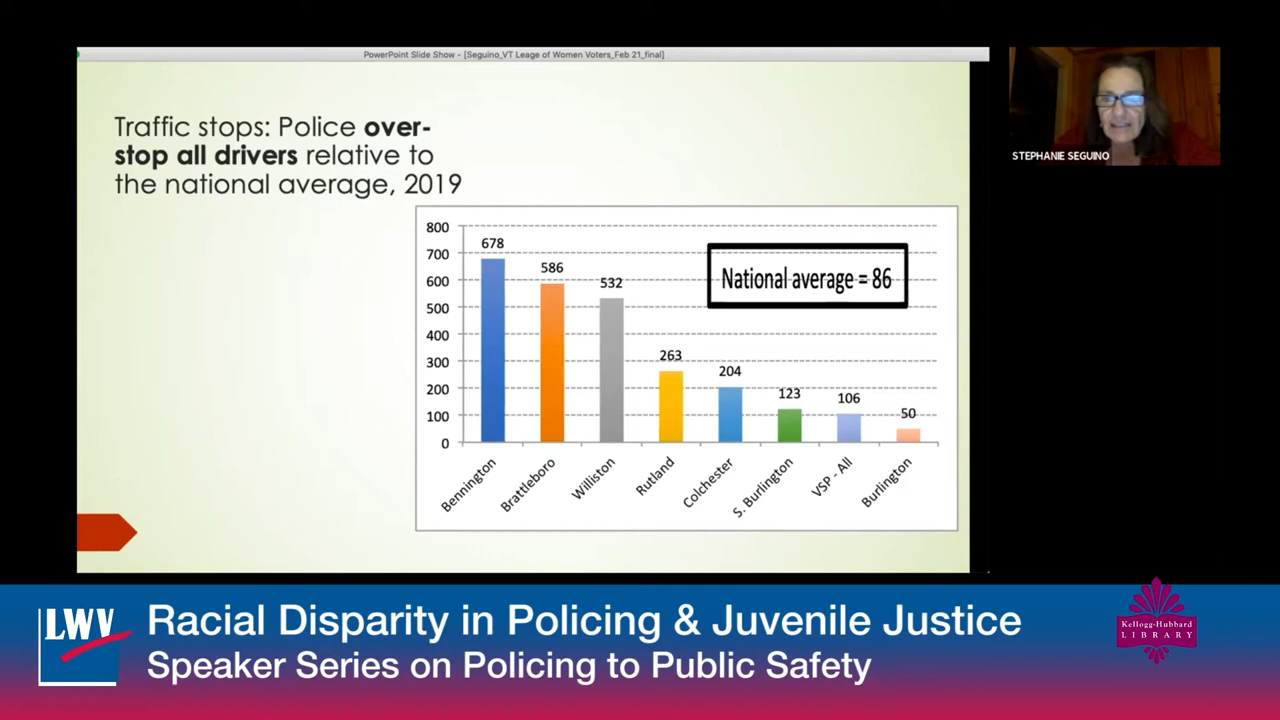 PowerPoint Slide Show - [Seguino_VT Leage of Women Voters_Feb 21_final]
Traffic stops: Police over-
stop all drivers relative to
the national average, 2019
STEPHANIE SEGUINO
800
700
600
500
400
300
200
100
0
678
586
532
263
204
123
106
50
National average = 86
Bennington
Brattleboro
Williston
Rutland
Colchester
S. Burlington
VSP - All
Burlington
LWV
Racial Disparity in Policing & Juvenile Justice
Speaker Series on Policing to Public Safety
Kellogg-Hubbard
LIBRARY